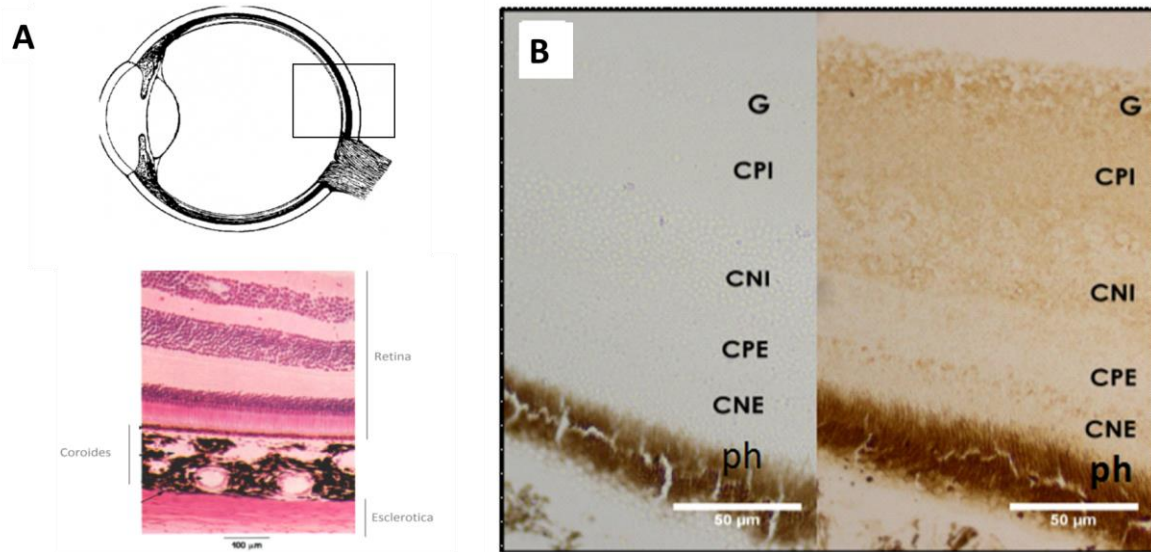 A
Retina
Coroides
Esclerotica
100 µm
B
G
CPI
CNI
CPE
CNE
ph
50 µm
G
CPI
CNI
CPE
CNE
ph
50 µm